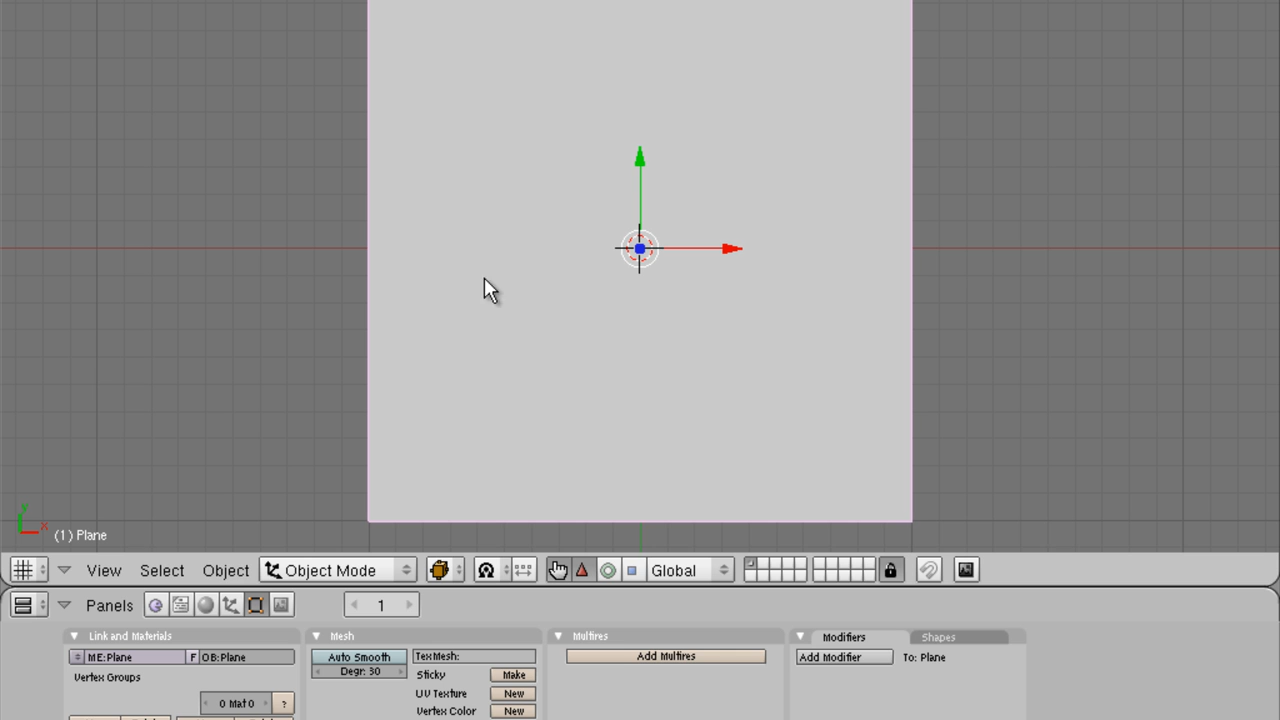 Y
X
(1) Plane
View Select Object Object Mode Global
Panels 1
Link and Materials Mesh Multires Modifiers Shapes
ME:Plane F OB:Plane Auto Smooth TexMesh: Add Multires Add Modifier To: Plane
Degr: 30
Vertex Groups Sticky Make
UV Texture New
0 Mat 0 ?
Vertex Color New